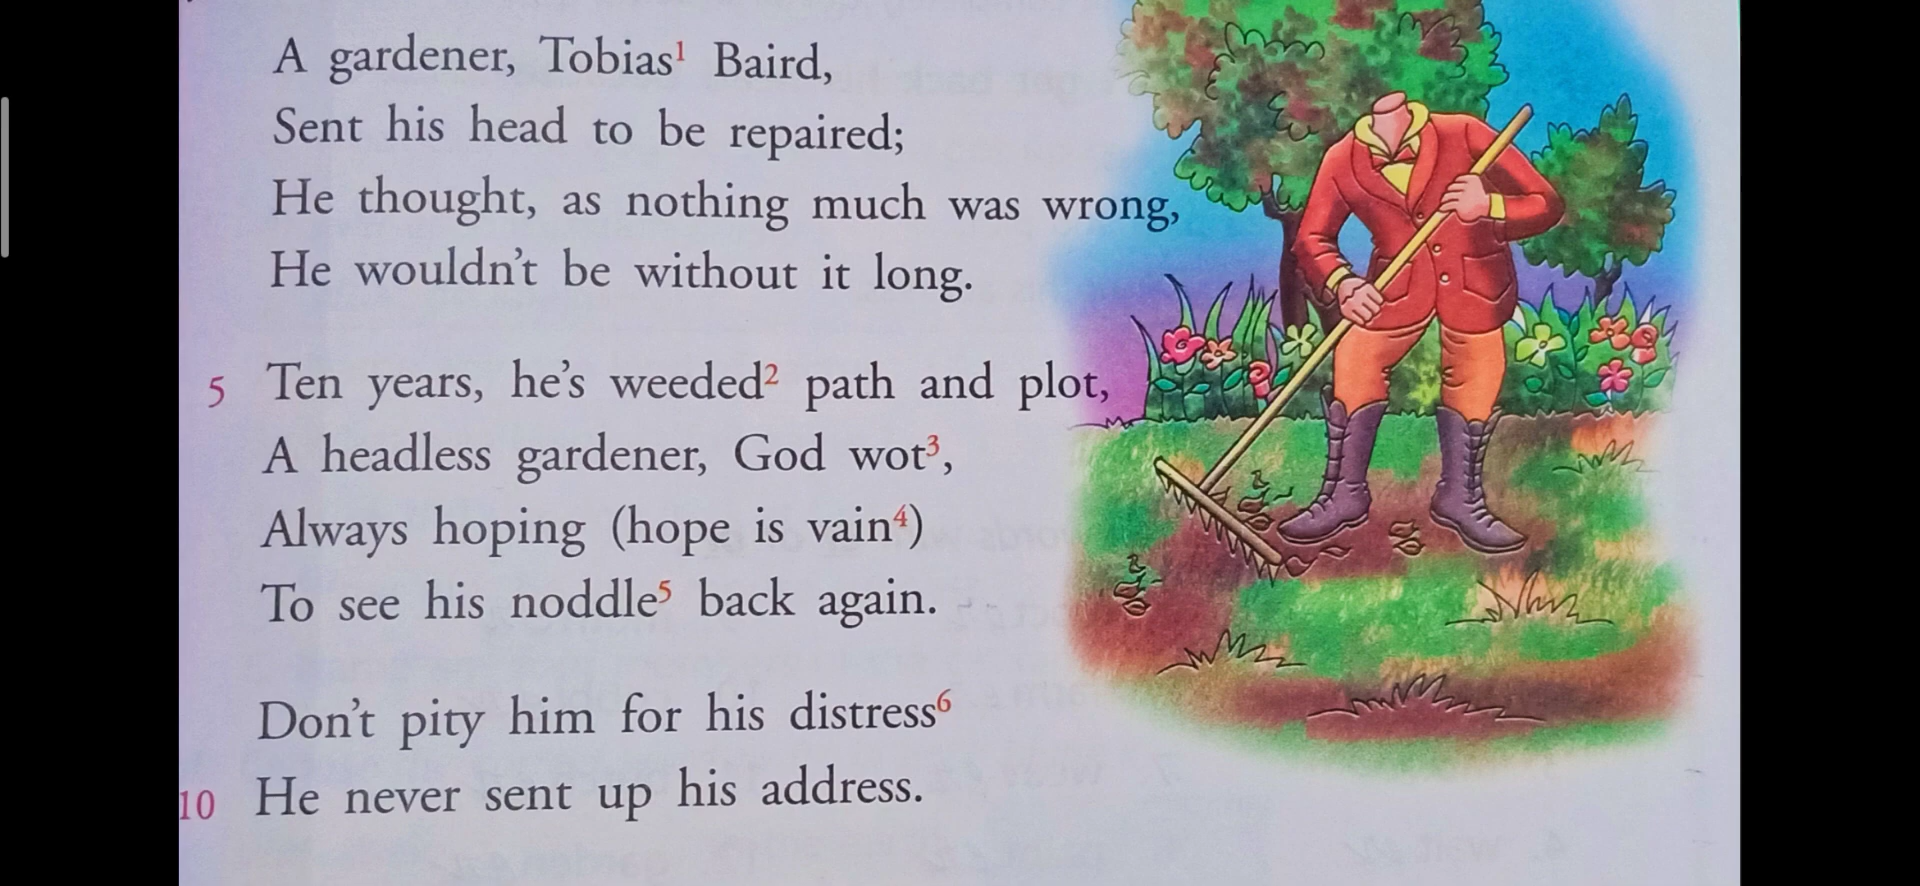 A gardener, Tobias¹ Baird,
Sent his head to be repaired;
He thought, as nothing much was wrong,
He wouldn't be without it long.
5 Ten years, he's weeded² path and plot,
A headless gardener, God wot³,
Always hoping (hope is vain⁴)
To see his noddle⁵ back again.
Don't pity him for his distress⁶
10 He never sent up his address.